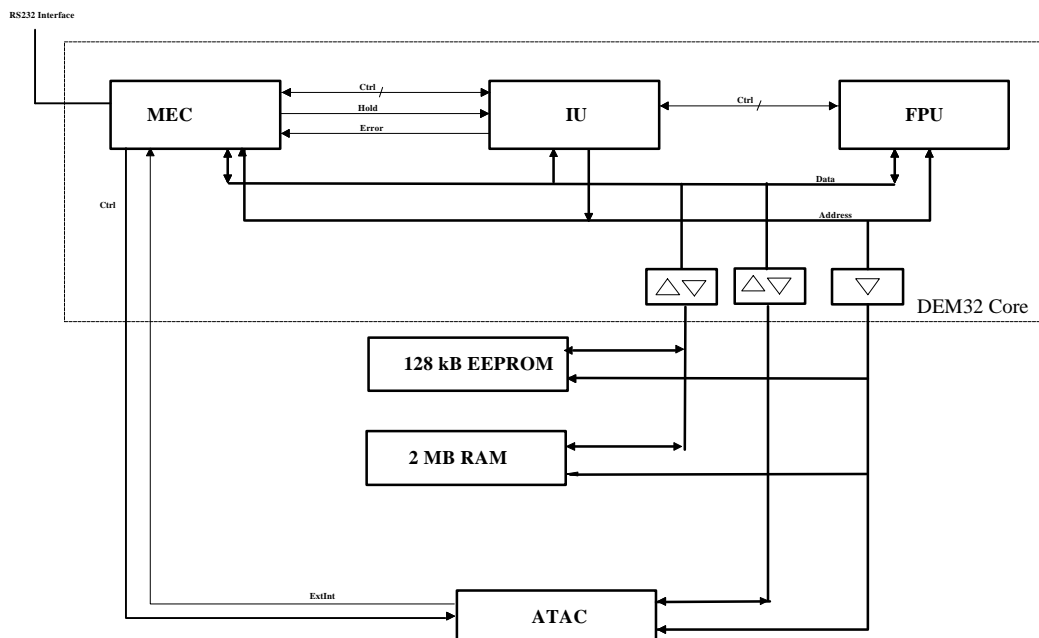 RS232 Interface
MEC
Ctrl
Hold
Error
IU
Ctrl
FPU
Data
Ctrl
Address
DEM32 Core
128 kB EEPROM
2 MB RAM
ExtInt
ATAC